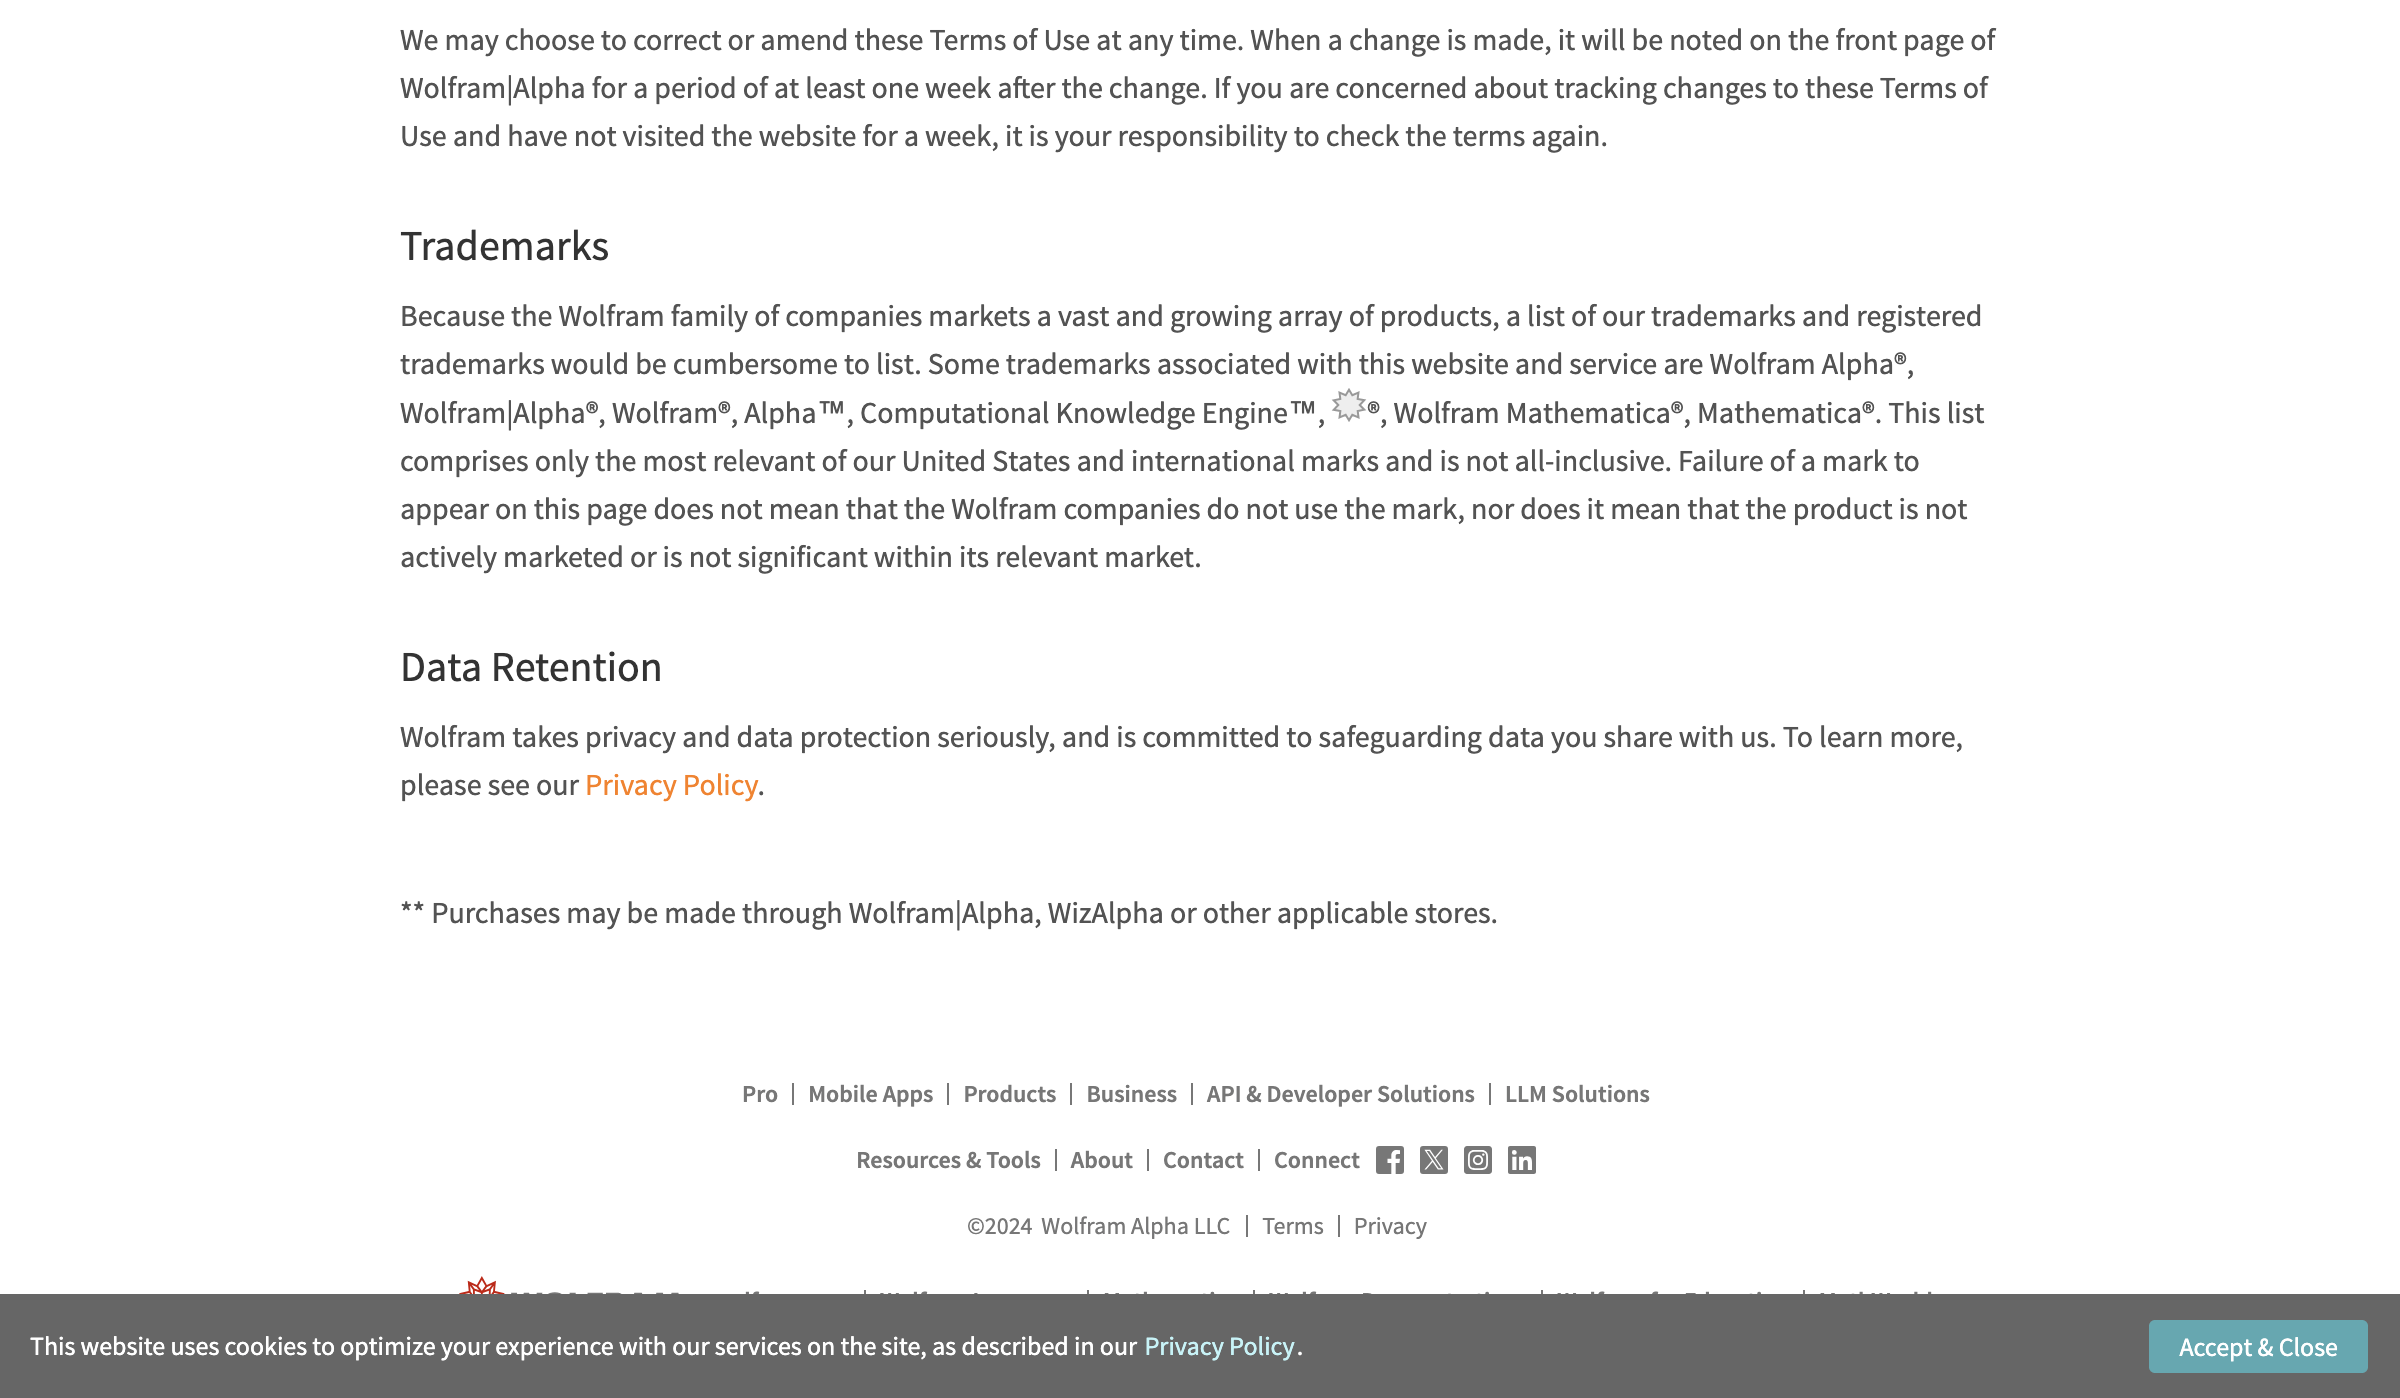 We may choose to correct or amend these Terms of Use at any time. When a change is made, it will be noted on the front page of
Wolfram|Alpha for a period of at least one week after the change. If you are concerned about tracking changes to these Terms of
Use and have not visited the website for a week, it is your responsibility to check the terms again.
Trademarks
Because the Wolfram family of companies markets a vast and growing array of products, a list of our trademarks and registered
trademarks would be cumbersome to list. Some trademarks associated with this website and service are Wolfram Alpha®,
Wolfram|Alpha®, Wolfram®, Alpha™, Computational Knowledge Engine™, ®, Wolfram Mathematica®, Mathematica®. This list
comprises only the most relevant of our United States and international marks and is not all-inclusive. Failure of a mark to
appear on this page does not mean that the Wolfram companies do not use the mark, nor does it mean that the product is not
actively marketed or is not significant within its relevant market.
Data Retention
Wolfram takes privacy and data protection seriously, and is committed to safeguarding data you share with us. To learn more,
please see our Privacy Policy.
** Purchases may be made through Wolfram|Alpha, WizAlpha or other applicable stores.
Pro | Mobile Apps | Products | Business | API & Developer Solutions | LLM Solutions
Resources & Tools | About | Contact | Connect
©2024 Wolfram Alpha LLC | Terms | Privacy
This website uses cookies to optimize your experience with our services on the site, as described in our Privacy Policy.
Accept & Close